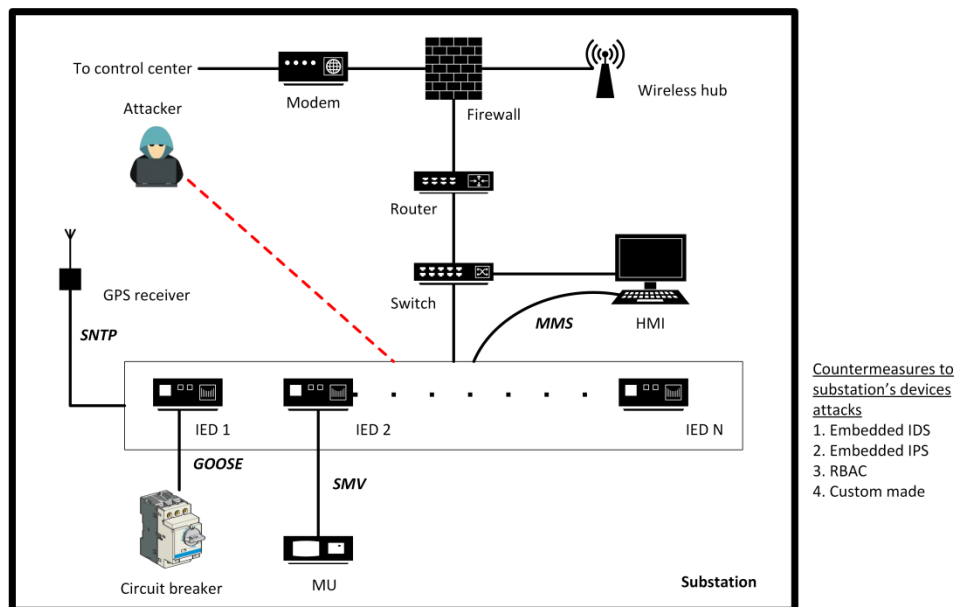 To control center
Modem
Firewall
Wireless hub
Attacker
Router
GPS receiver
Switch
HMI
MMS
SNTP
IED 1
IED 2
IED N
GOOSE
SMV
Circuit breaker
MU
Substation
Countermeasures to
substation's devices
attacks
1. Embedded IDS
2. Embedded IPS
3. RBAC
4. Custom made